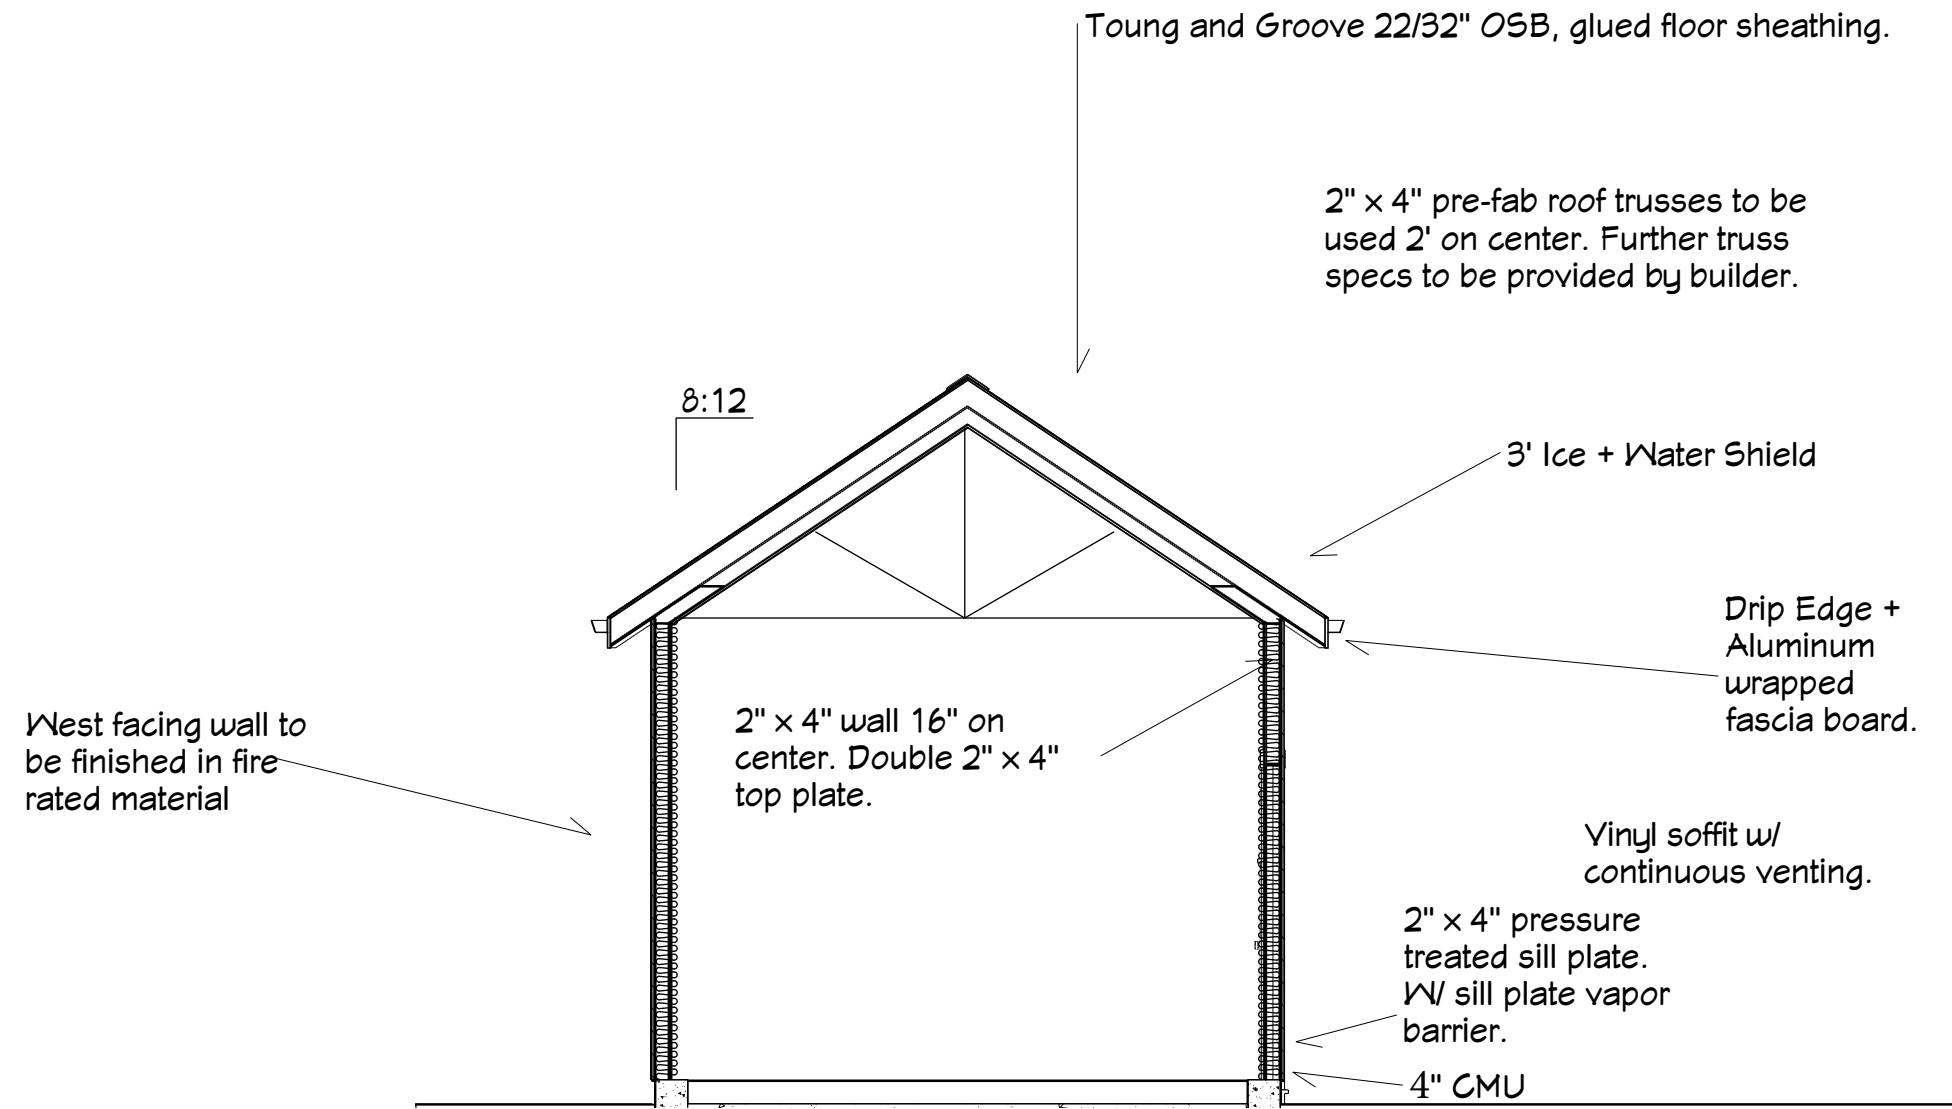 Toung and Groove 22/32" OSB, glued floor sheathing.
2" x 4" pre-fab roof trusses to be
used 2' on center. Further truss
specs to be provided by builder.
8:12
3' Ice + Water Shield
Drip Edge +
Aluminum
wrapped
fascia board.
West facing wall to
be finished in fire
rated material
2" x 4" wall 16" on
center. Double 2" x 4"
top plate.
Vinyl soffit w/
continuous venting.
2" x 4" pressure
treated sill plate.
W/ sill plate vapor
barrier.
4" CMU